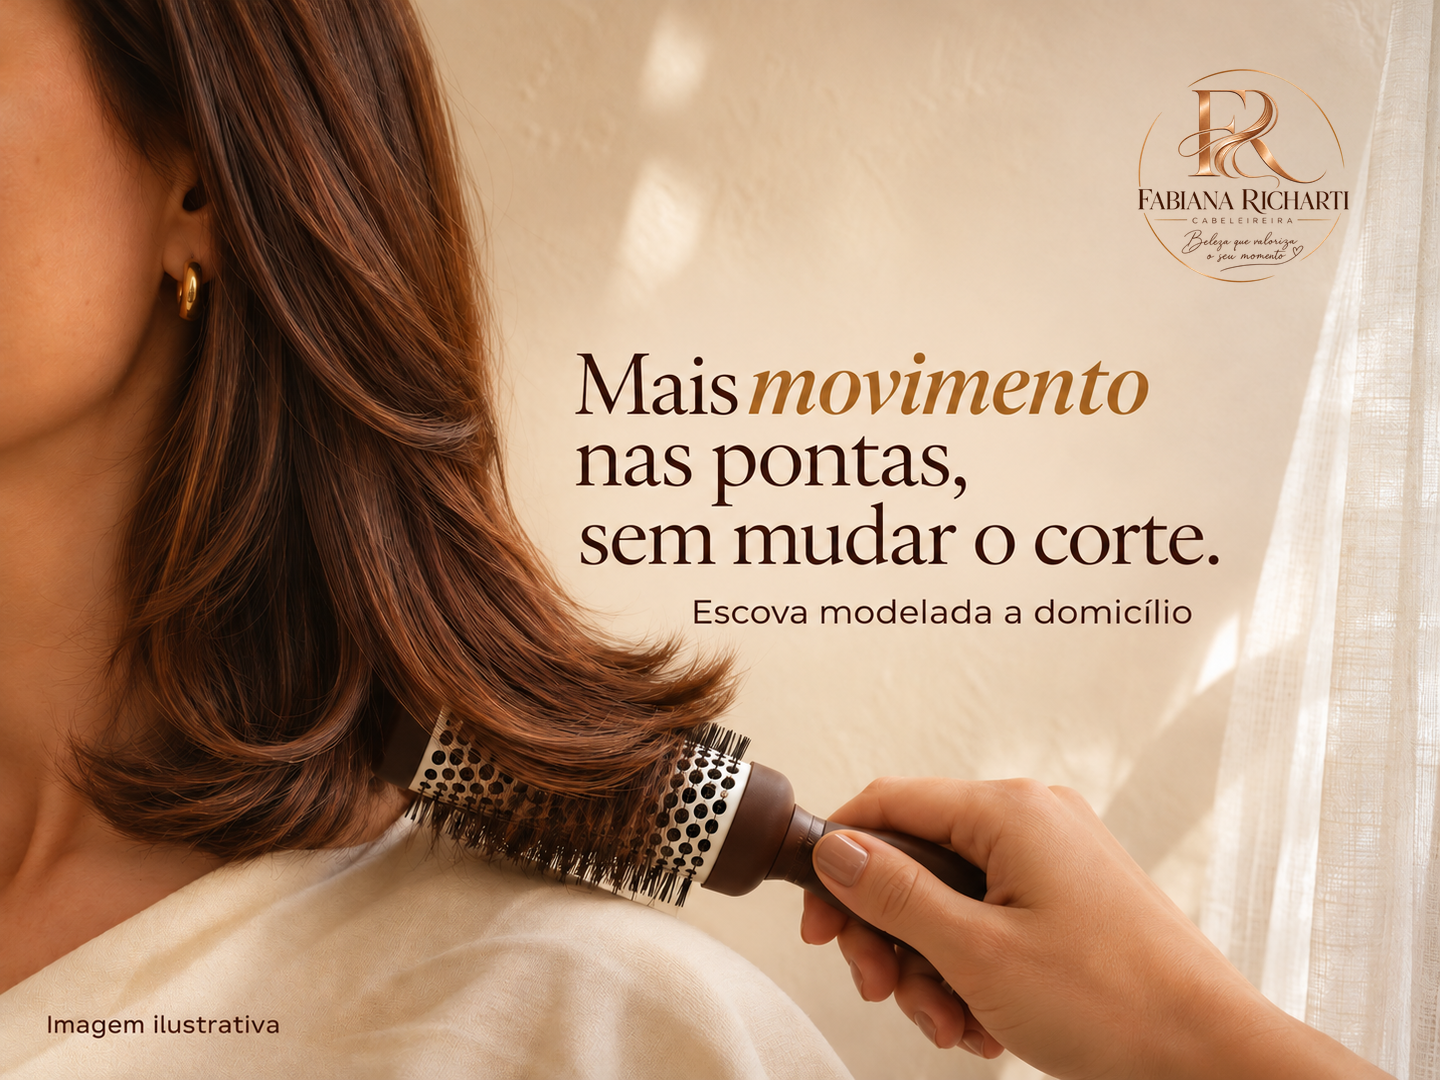 FR
FABIANA RICHARTI
CABELEIREIRA
Beleza que valoriza
o seu momento
Mais movimento
nas pontas,
sem mudar o corte.
Escova modelada a domicílio
Imagem ilustrativa